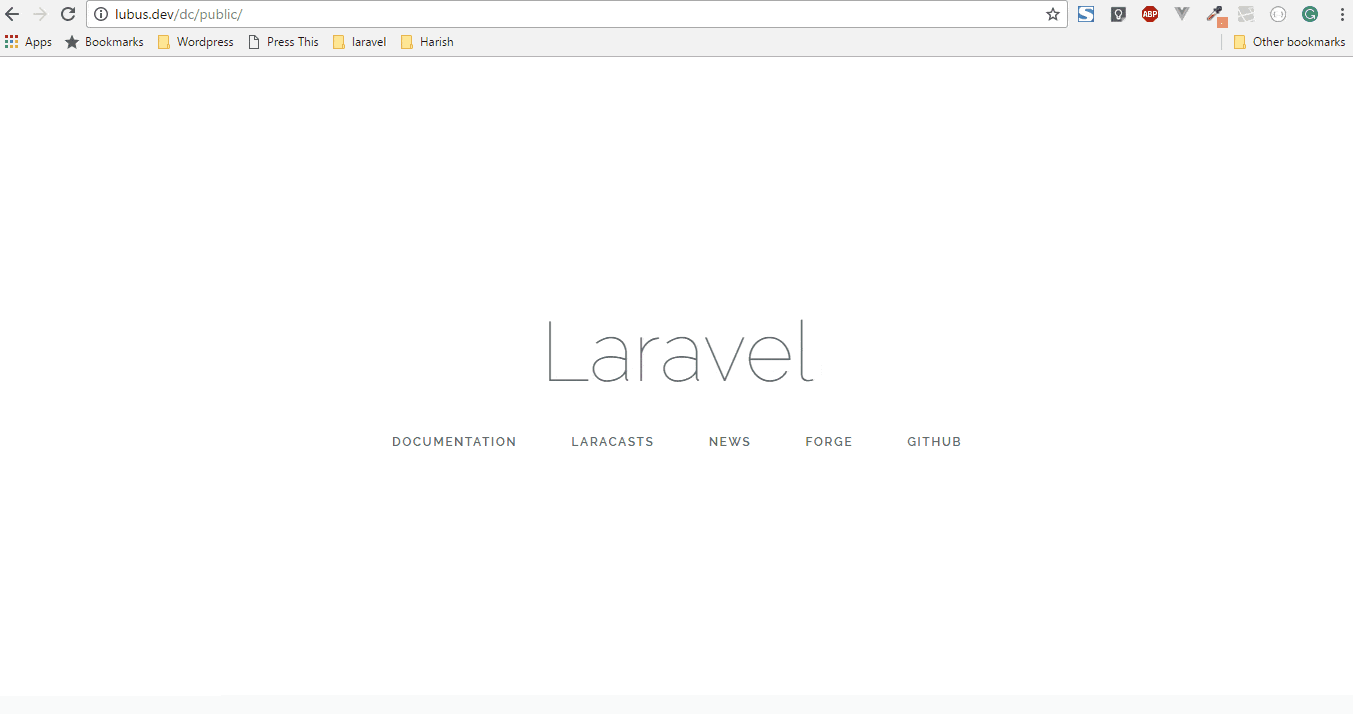 lubus.dev/dc/public/
ABP
Apps Bookmarks Wordpress Press This laravel Harish Other bookmarks
Laravel
DOCUMENTATION LARACASTS NEWS FORGE GITHUB